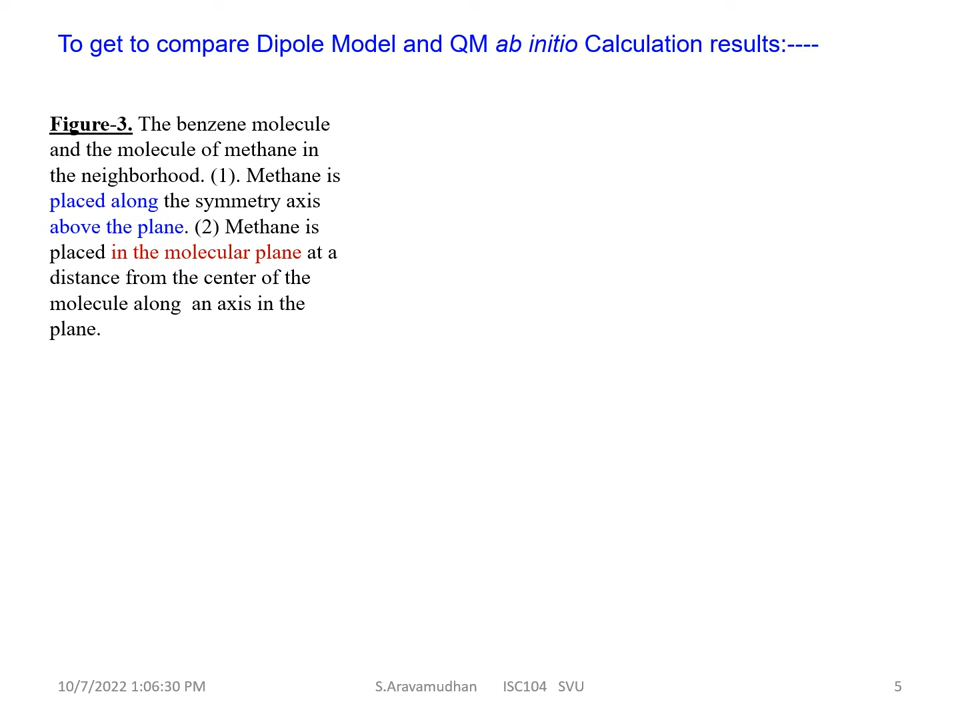 To get to compare Dipole Model and QM ab initio Calculation results:----
Figure-3. The benzene molecule
and the molecule of methane in
the neighborhood. (1). Methane is
placed along the symmetry axis
above the plane. (2) Methane is
placed in the molecular plane at a
distance from the center of the
molecule along  an axis in the
plane.
10/7/2022 1:06:30 PM
S.Aravamudhan ISC104 SVU
5